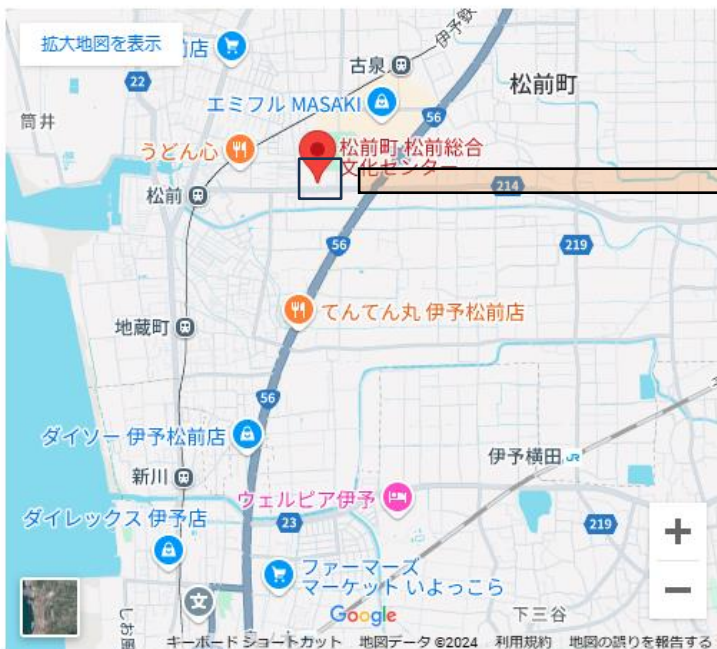 拡大地図を表示
前店
伊予鉄
古泉
22
松前町
エミフル MASAKI
56
筒井
うどん心
松前町 松前総合
文化センター
松前
214
219
56
てんてん丸 伊予松前店
地蔵町
56
ダイソー 伊予松前店
伊予横田
JR
新川
ウェルピア伊予
ダイレックス 伊予店
23
219
ファーマーズ
マーケット いよっこら
文
Google
下三谷
しお風
キーボード ショートカット 地図データ ©2024 利用規約 地図の誤りを報告する